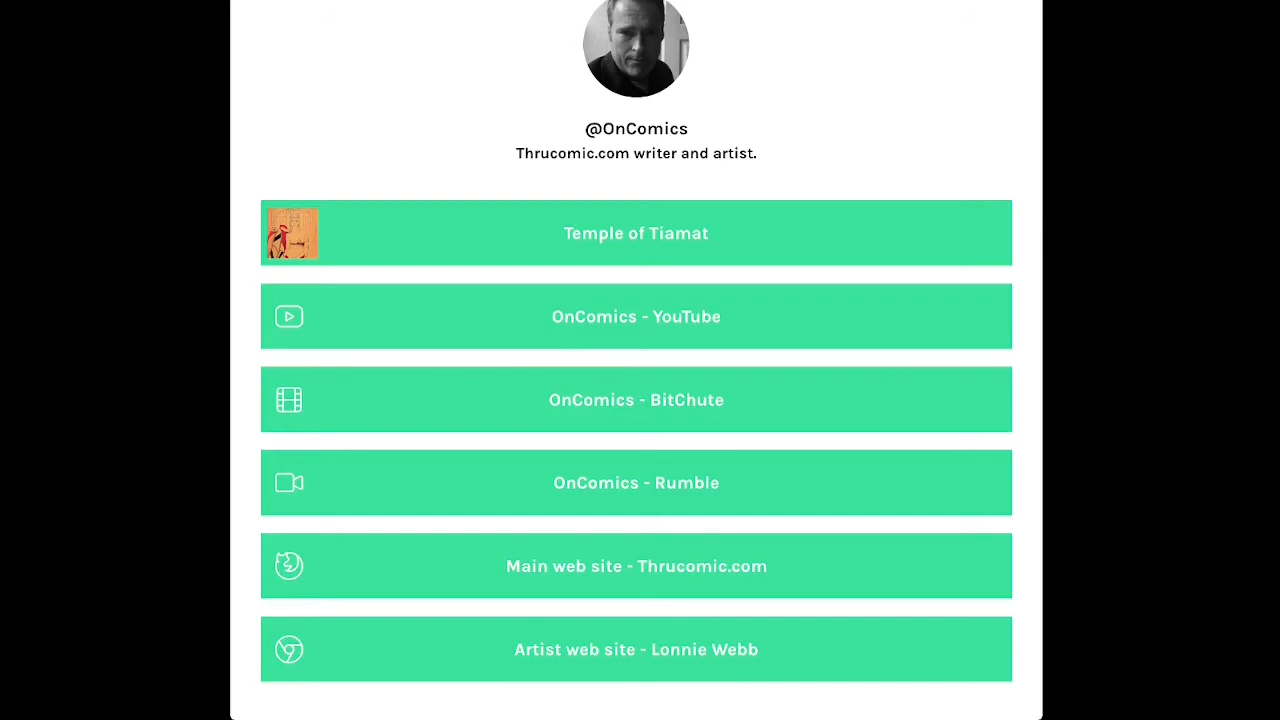 @OnComics
Thrucomic.com writer and artist.
Temple of Tiamat
OnComics - YouTube
OnComics - BitChute
OnComics - Rumble
Main web site - Thrucomic.com
Artist web site - Lonnie Webb